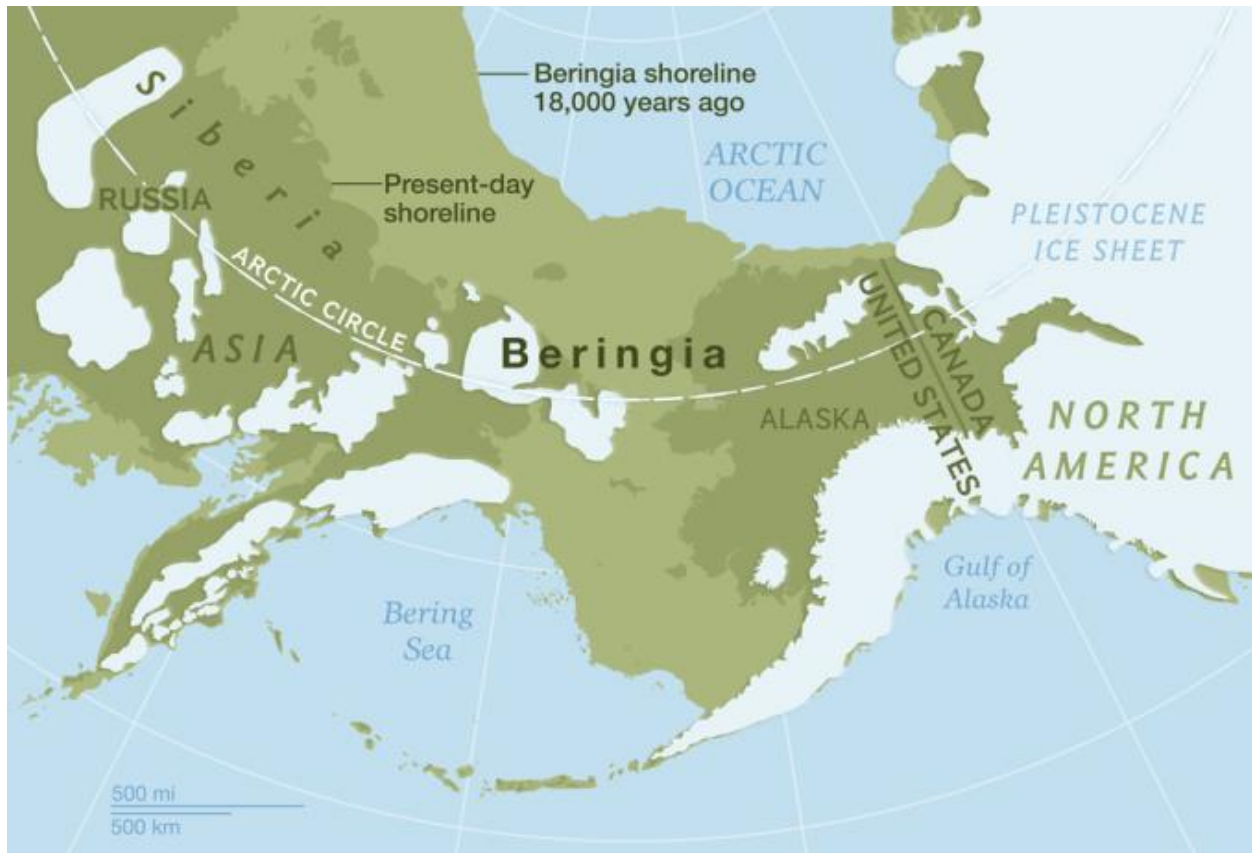 Beringia shoreline
18,000 years ago
Siberia
ARCTIC
OCEAN
Present-day
shoreline
RUSSIA
PLEISTOCENE
ICE SHEET
ARCTIC CIRCLE
UNITED STATES
CANADA
ASIA
Beringia
ALASKA
NORTH
AMERICA
Bering
Sea
Gulf of
Alaska
500 mi
500 km